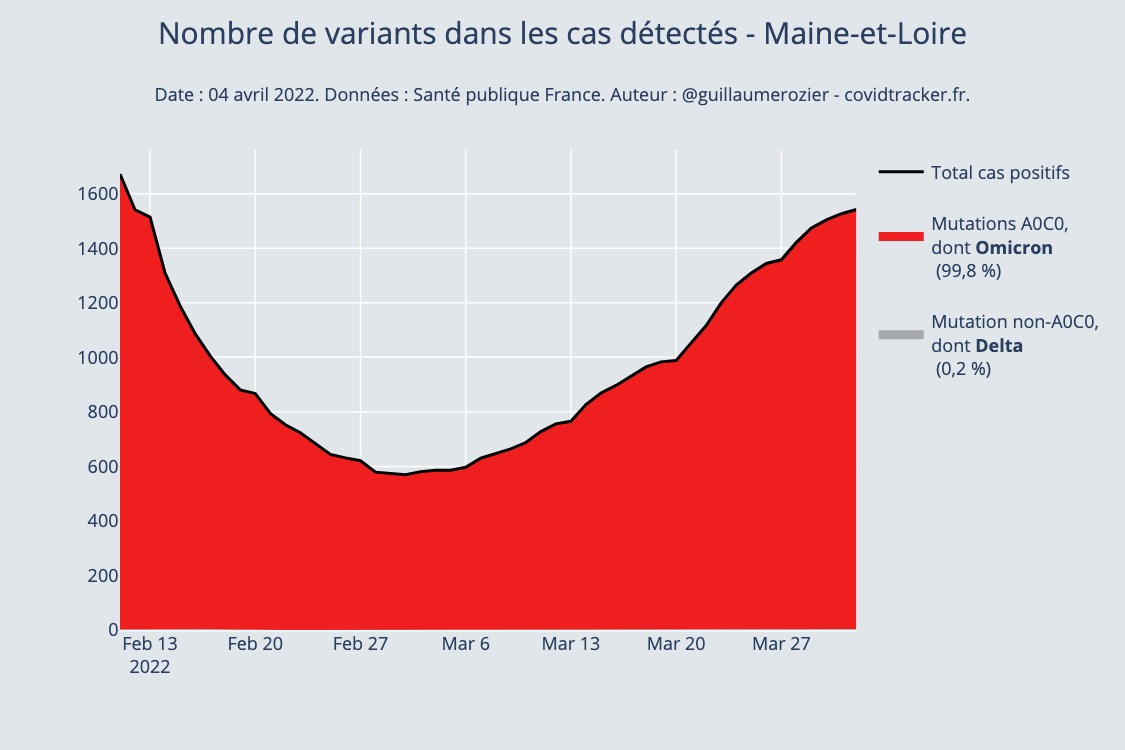 Nombre de variants dans les cas détectés - Maine-et-Loire
Date : 04 avril 2022. Données : Santé publique France. Auteur : @guillaumerozier - covidtracker.fr.
1600
1400
1200
1000
800
600
400
200
0
Feb 13 Feb 20 Feb 27 Mar 6 Mar 13 Mar 20 Mar 27
2022
Total cas positifs
Mutations A0C0,
dont Omicron
(99,8 %)
Mutation non-A0C0,
dont Delta
(0,2 %)